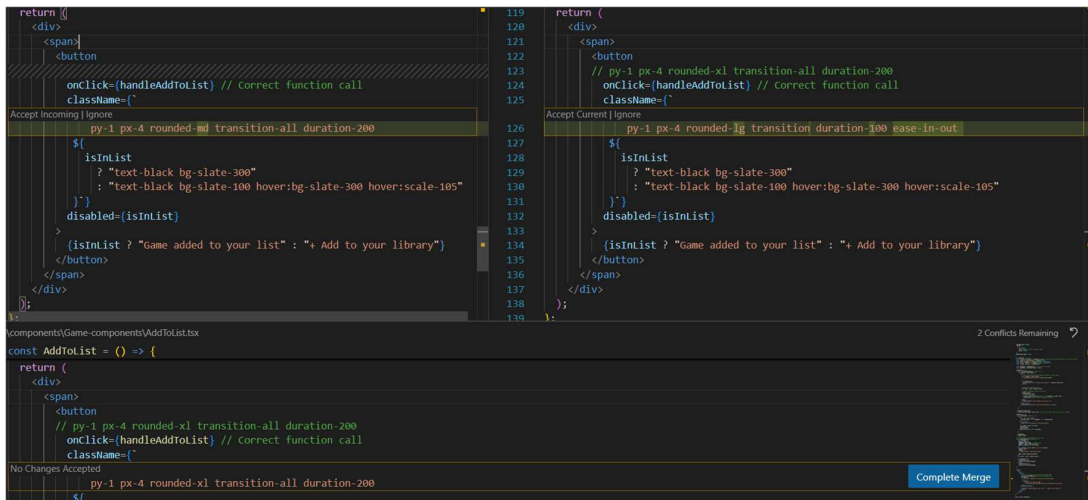 return (
<div>
<span>
<button
onClick={handleAddToList} // Correct function call
className={`
Accept Incoming | Ignore
py-1 px-4 rounded-md transition-all duration-200
${
isInList
? "text-black bg-slate-300"
: "text-black bg-slate-100 hover:bg-slate-300 hover:scale-105"
}`}
disabled={isInList}
>
{isInList ? "Game added to your list" : "+ Add to your library"}
</button>
</span>
</div>
);
};
119 return (
120 <div>
121 <span>
122 <button
123 // py-1 px-4 rounded-xl transition-all duration-200
124 onClick={handleAddToList} // Correct function call
125 className={`
Accept Current | Ignore
126 py-1 px-4 rounded-lg transition duration-100 ease-in-out
127 ${
128 isInList
129 ? "text-black bg-slate-300"
130 : "text-black bg-slate-100 hover:bg-slate-300 hover:scale-105"
131 }`}
132 disabled={isInList}
133 >
134 {isInList ? "Game added to your list" : "+ Add to your library"}
135 </button>
136 </span>
137 </div>
138 );
139 };
\components\Game-components\AddToList.tsx
2 Conflicts Remaining
const AddToList = () => {
return (
<div>
<span>
<button
// py-1 px-4 rounded-xl transition-all duration-200
onClick={handleAddToList} // Correct function call
className={`
No Changes Accepted
py-1 px-4 rounded-xl transition-all duration-200
${
Complete Merge